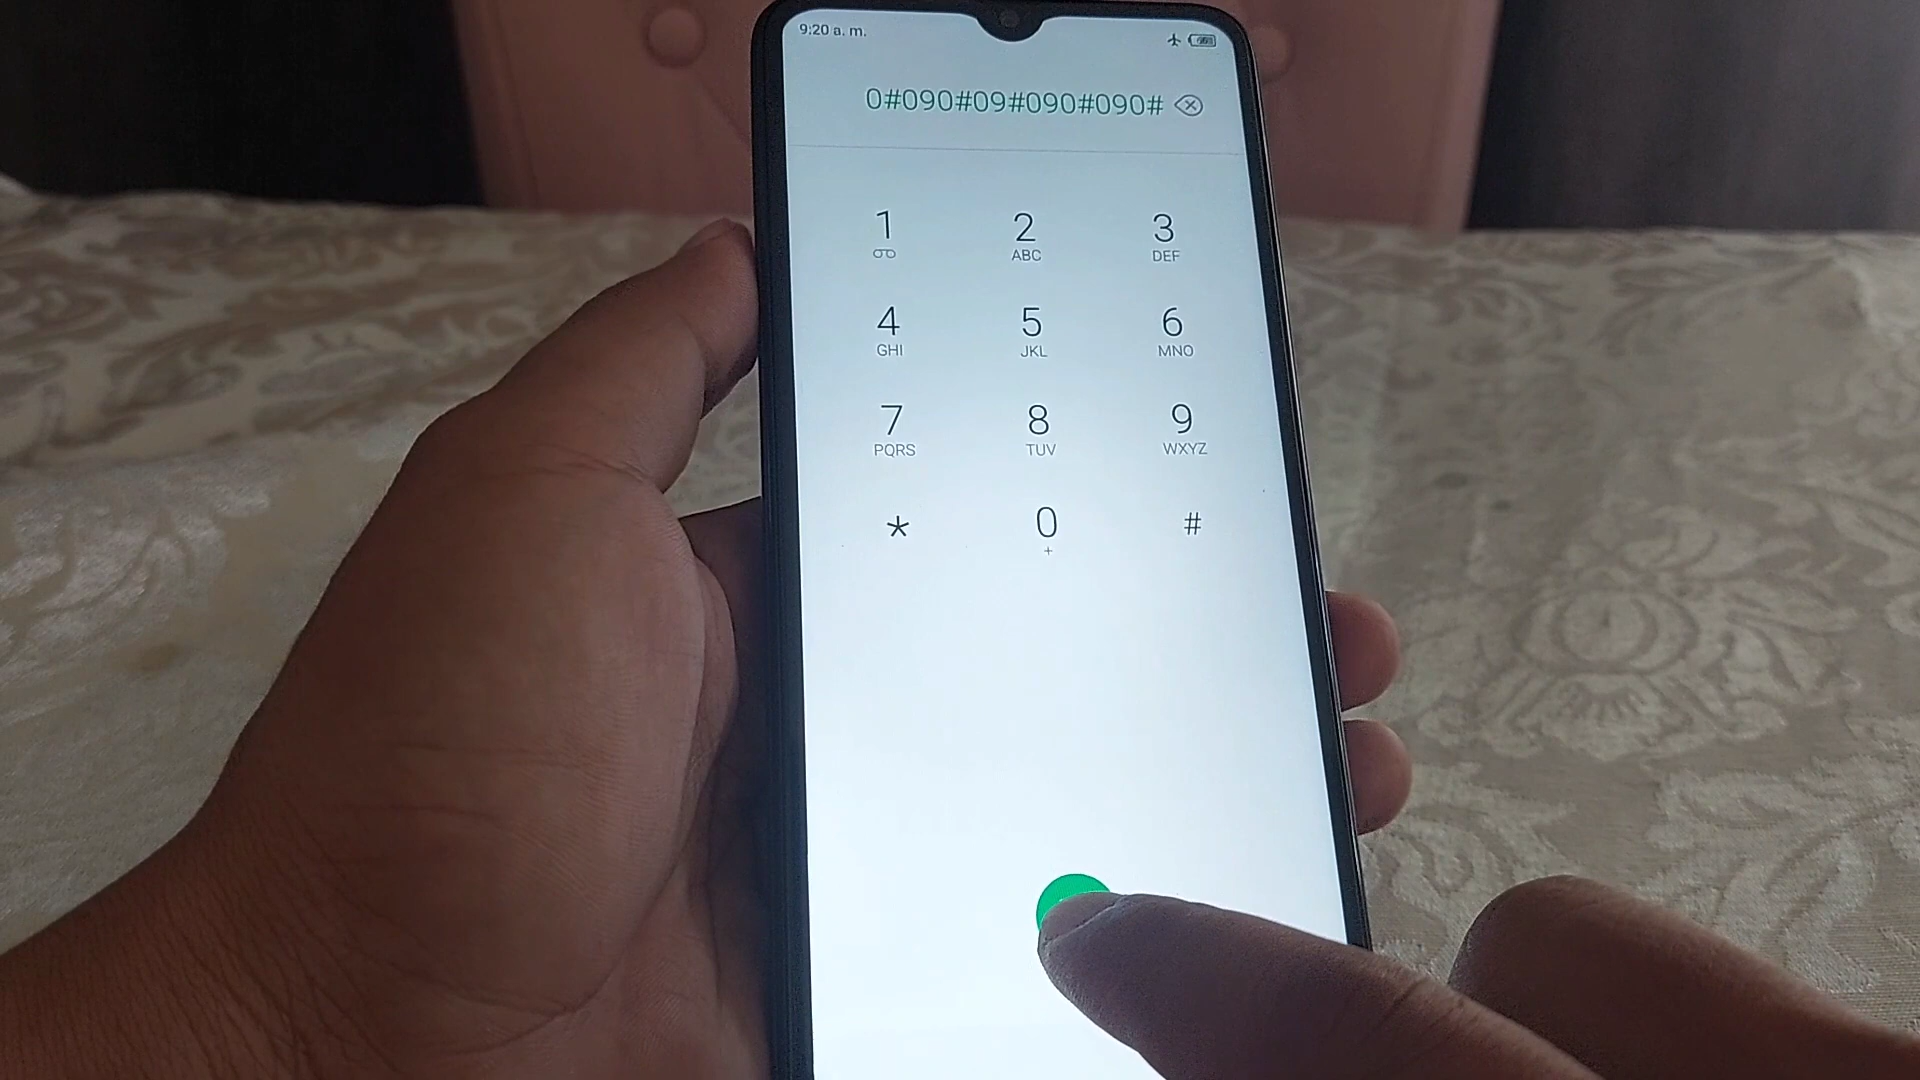 9:20 a. m.
0#090#09#090#090#
1 2 3
ABC DEF
4 5 6
GHI JKL MNO
7 8 9
PQRS TUV WXYZ
* 0 #
+